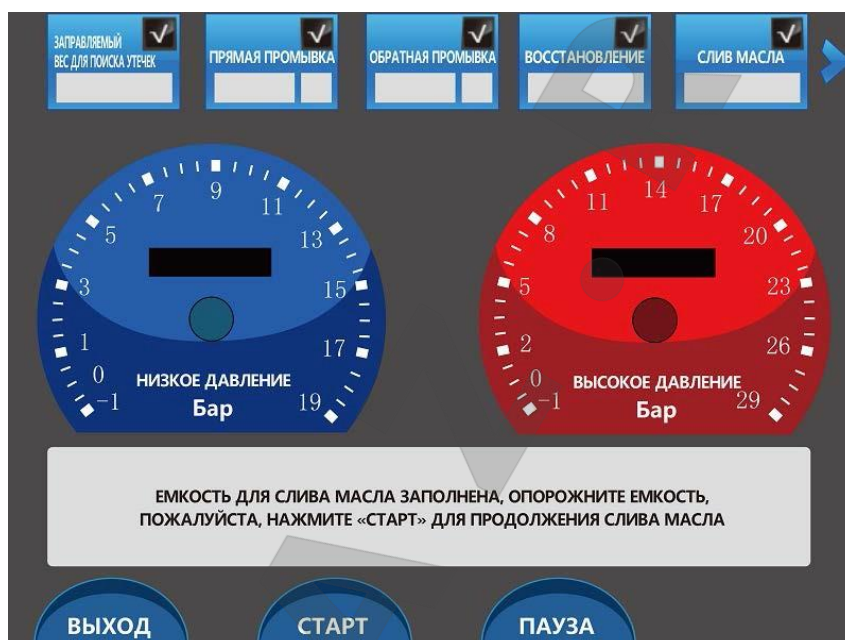 ЗАПРАВЛЯЕМЫЙ
ВЕС ДЛЯ ПОИСКА УТЕЧЕК
ПРЯМАЯ ПРОМЫВКА
ОБРАТНАЯ ПРОМЫВКА
ВОССТАНОВЛЕНИЕ
СЛИВ МАСЛА
-1
0
1
3
5
7
9
11
13
15
17
19
НИЗКОЕ ДАВЛЕНИЕ
Бар
-1
0
2
5
8
11
14
17
20
23
26
29
ВЫСОКОЕ ДАВЛЕНИЕ
Бар
ЕМКОСТЬ ДЛЯ СЛИВА МАСЛА ЗАПОЛНЕНА, ОПОРОЖНИТЕ ЕМКОСТЬ,
ПОЖАЛУЙСТА, НАЖМИТЕ «СТАРТ» ДЛЯ ПРОДОЛЖЕНИЯ СЛИВА МАСЛА
ВЫХОД
СТАРТ
ПАУЗА